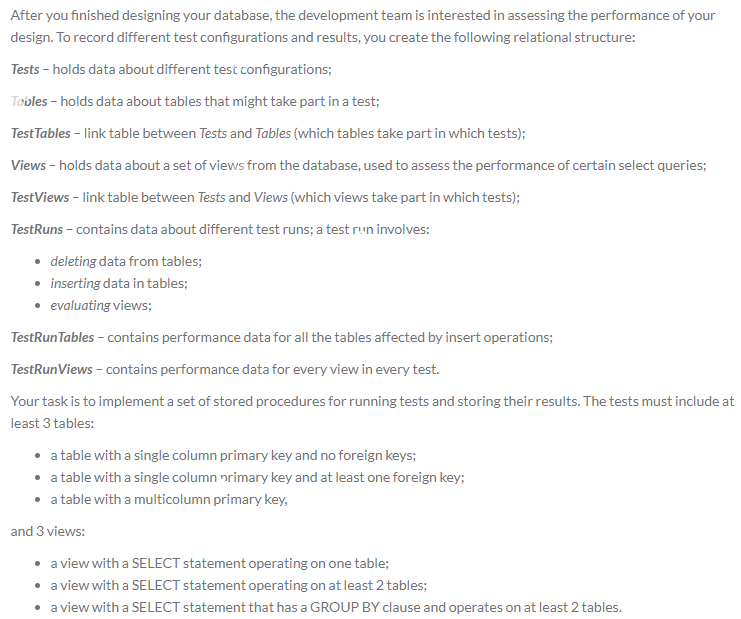 After you finished designing your database, the development team is interested in assessing the performance of your
design. To record different test configurations and results, you create the following relational structure:
Tests – holds data about different test configurations;
Tables – holds data about tables that might take part in a test;
TestTables – link table between Tests and Tables (which tables take part in which tests);
Views – holds data about a set of views from the database, used to assess the performance of certain select queries;
TestViews – link table between Tests and Views (which views take part in which tests);
TestRuns – contains data about different test runs; a test run involves:
• deleting data from tables;
• inserting data in tables;
• evaluating views;
TestRunTables – contains performance data for all the tables affected by insert operations;
TestRunViews – contains performance data for every view in every test.
Your task is to implement a set of stored procedures for running tests and storing their results. The tests must include at
least 3 tables:
• a table with a single column primary key and no foreign keys;
• a table with a single column primary key and at least one foreign key;
• a table with a multicolumn primary key,
and 3 views:
• a view with a SELECT statement operating on one table;
• a view with a SELECT statement operating on at least 2 tables;
• a view with a SELECT statement that has a GROUP BY clause and operates on at least 2 tables.